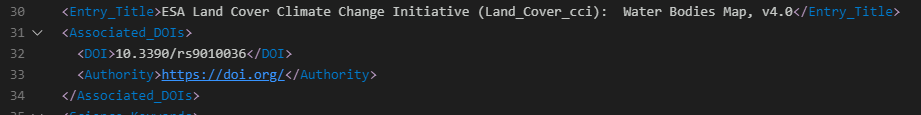 30 <Entry_Title>ESA Land Cover Climate Change Initiative (Land_Cover_cci):  Water Bodies Map, v4.0</Entry_Title>
31 <Associated_DOIs>
32 <DOI>10.3390/rs9010036</DOI>
33 <Authority>https://doi.org/</Authority>
34 </Associated_DOIs>